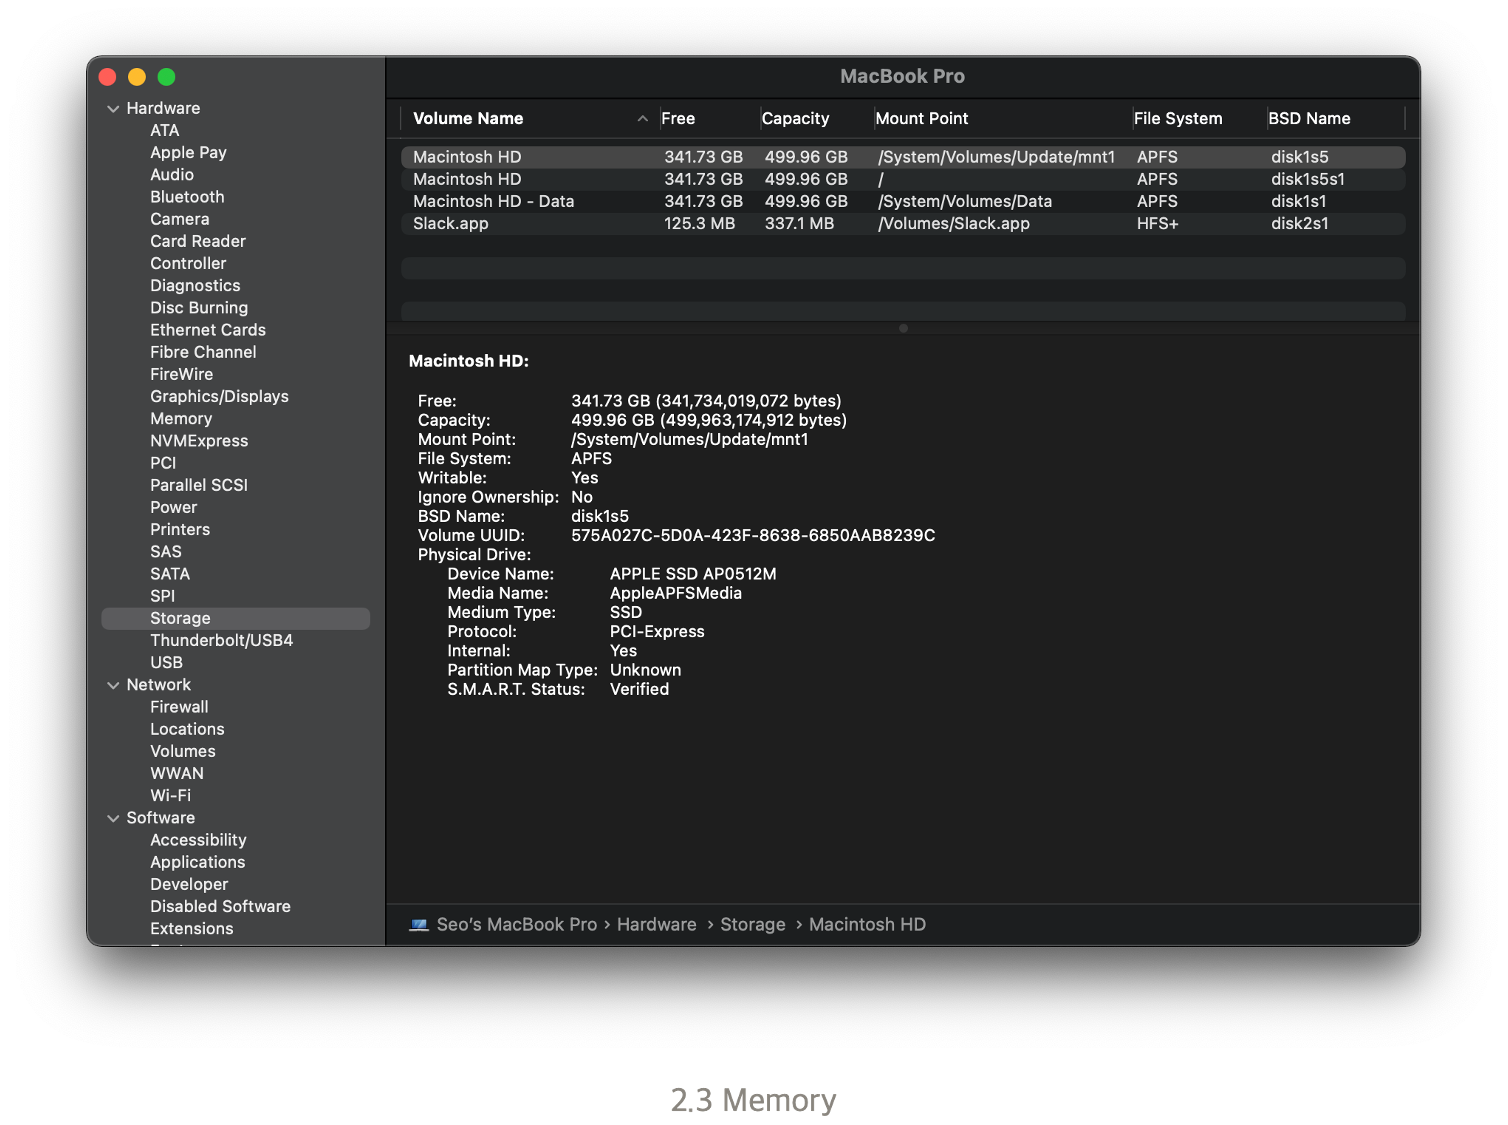 MacBook Pro
Hardware
ATA
Apple Pay
Audio
Bluetooth
Camera
Card Reader
Controller
Diagnostics
Disc Burning
Ethernet Cards
Fibre Channel
FireWire
Graphics/Displays
Memory
NVMExpress
PCI
Parallel SCSI
Power
Printers
SAS
SATA
SPI
Storage
Thunderbolt/USB4
USB
Network
Firewall
Locations
Volumes
WWAN
Wi-Fi
Software
Accessibility
Applications
Developer
Disabled Software
Extensions
Volume Name Free Capacity Mount Point File System BSD Name
Macintosh HD 341.73 GB 499.96 GB /System/Volumes/Update/mnt1 APFS disk1s5
Macintosh HD 341.73 GB 499.96 GB / APFS disk1s5s1
Macintosh HD - Data 341.73 GB 499.96 GB /System/Volumes/Data APFS disk1s1
Slack.app 125.3 MB 337.1 MB /Volumes/Slack.app HFS+ disk2s1
Macintosh HD:
Free: 341.73 GB (341,734,019,072 bytes)
Capacity: 499.96 GB (499,963,174,912 bytes)
Mount Point: /System/Volumes/Update/mnt1
File System: APFS
Writable: Yes
Ignore Ownership: No
BSD Name: disk1s5
Volume UUID: 575A027C-5D0A-423F-8638-6850AAB8239C
Physical Drive:
Device Name: APPLE SSD AP0512M
Media Name: AppleAPFSMedia
Medium Type: SSD
Protocol: PCI-Express
Internal: Yes
Partition Map Type: Unknown
S.M.A.R.T. Status: Verified
Seo's MacBook Pro › Hardware › Storage › Macintosh HD
2.3 Memory